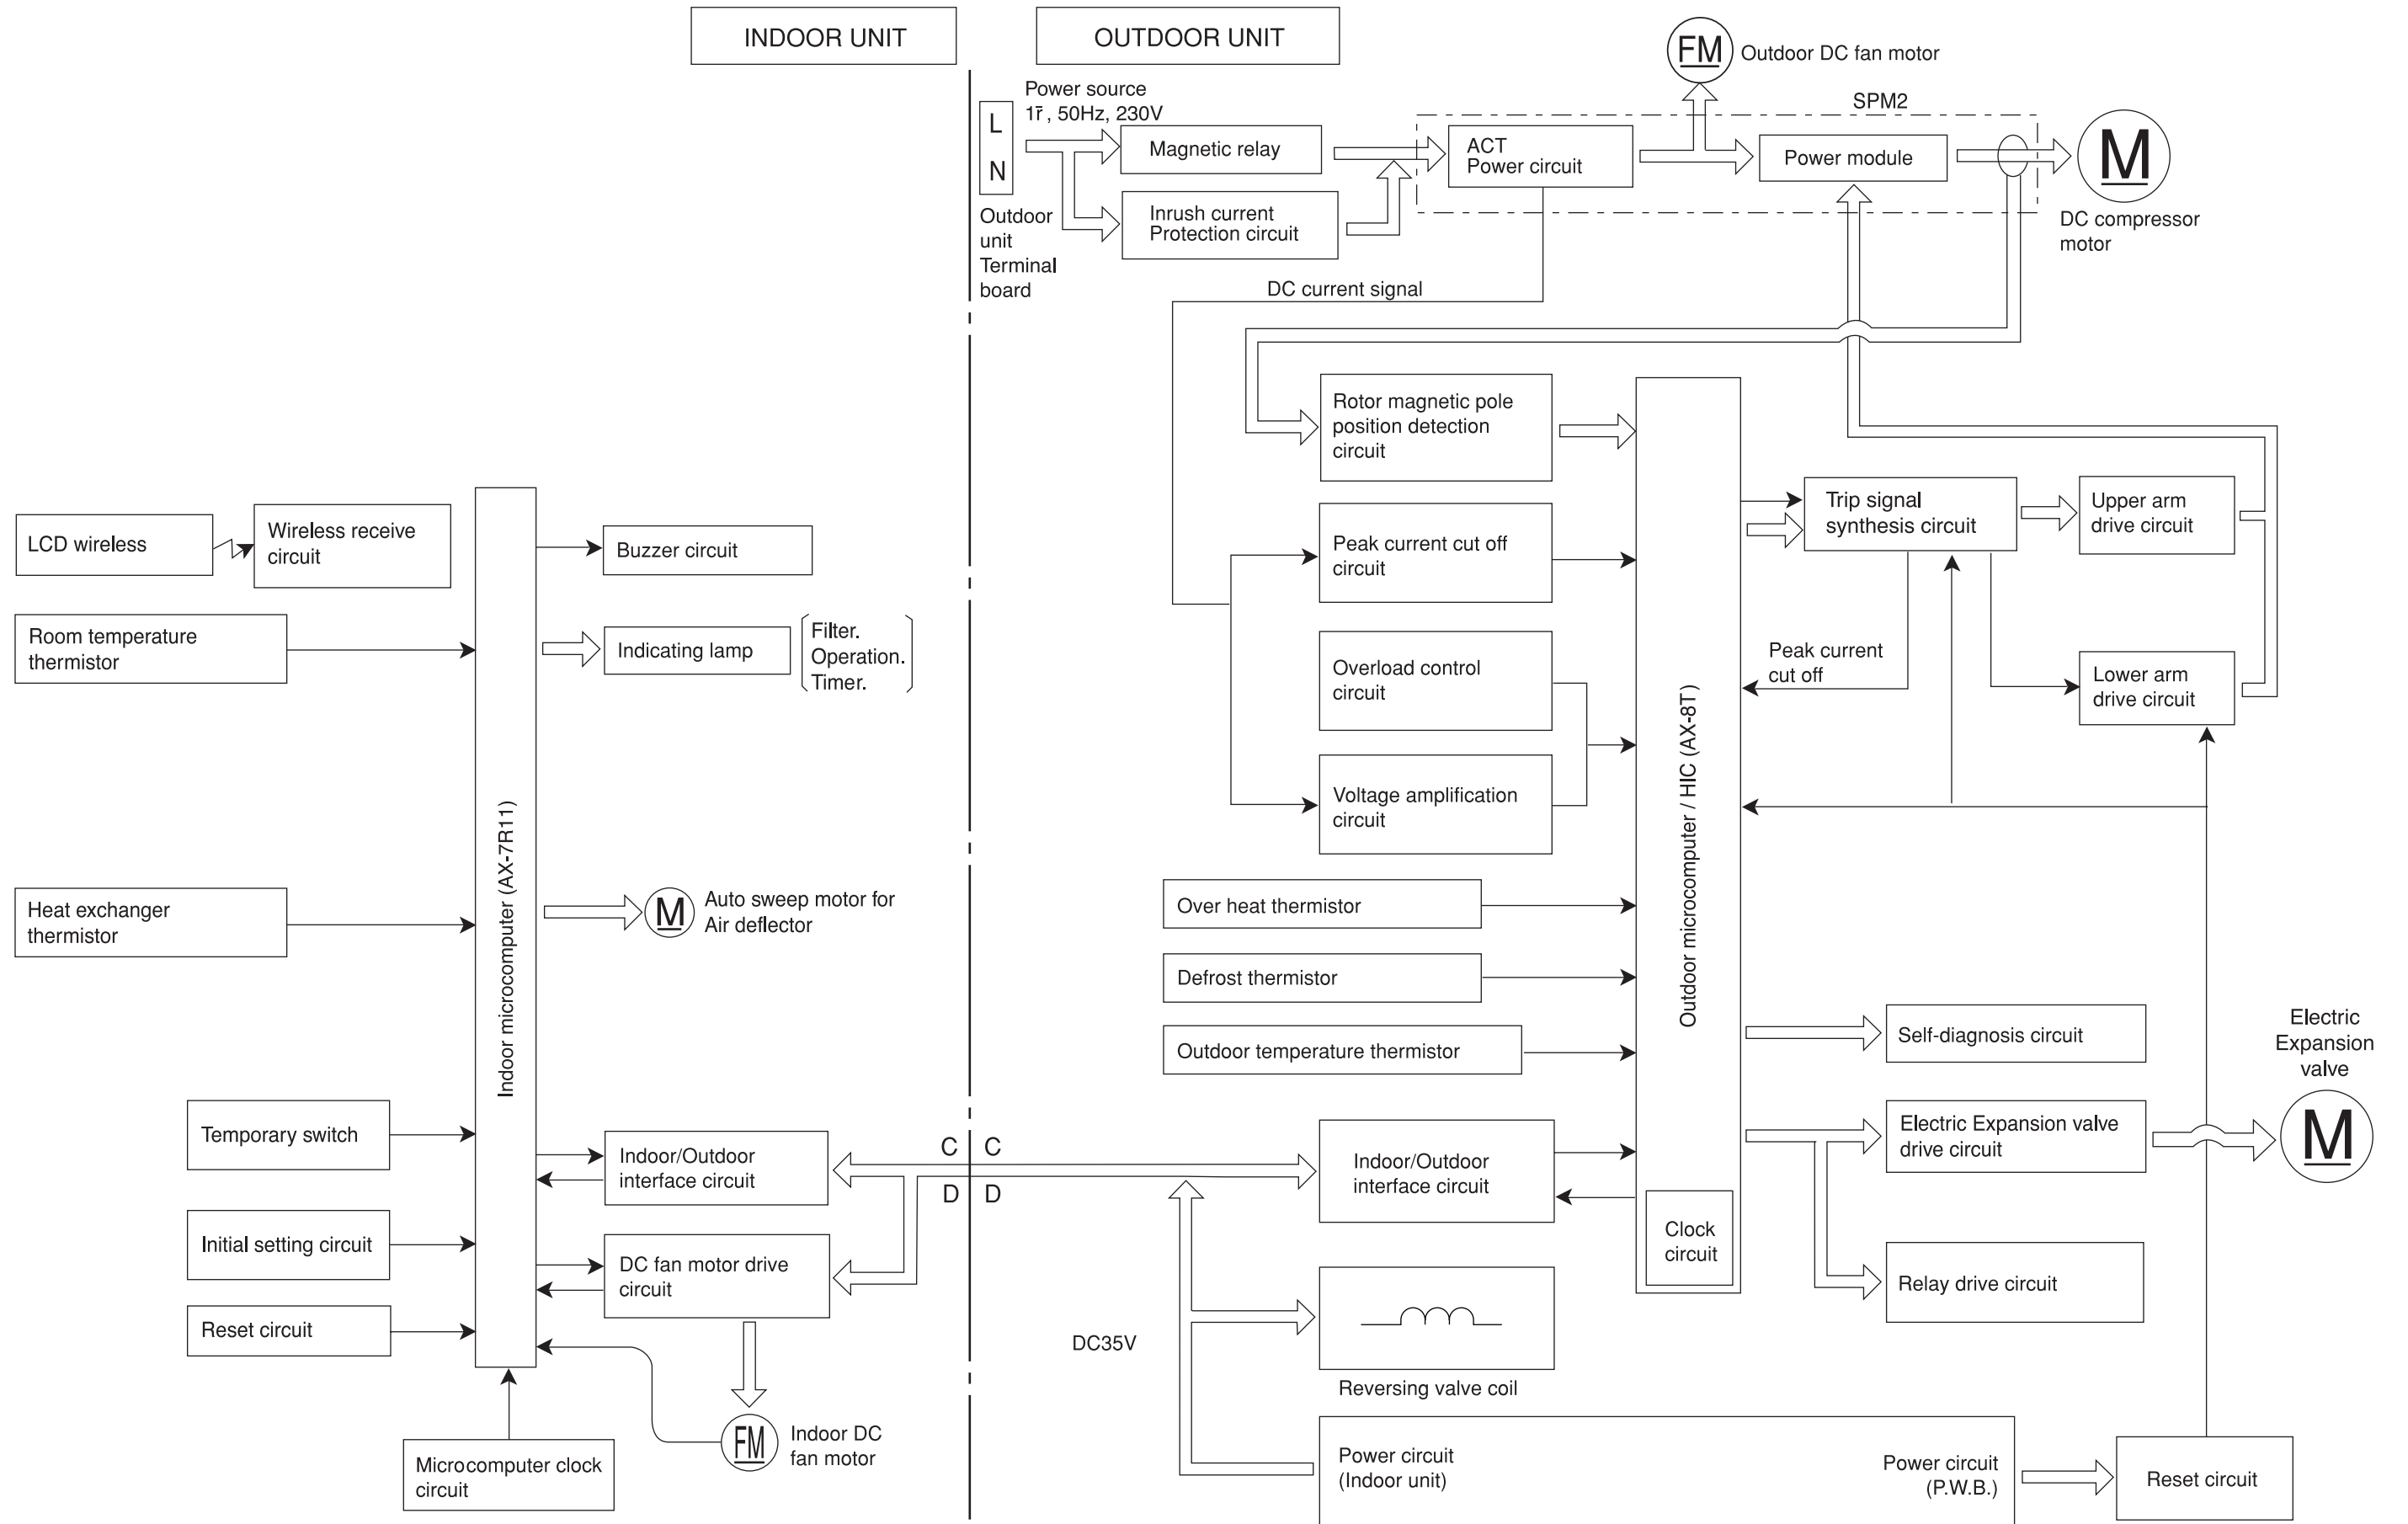 INDOOR UNIT
OUTDOOR UNIT
FM
Outdoor DC fan motor
Power source
1r̄ , 50Hz, 230V
SPM2
L
N
Magnetic relay
ACT
Power circuit
Power module
M
Outdoor
unit
Terminal
board
Inrush current
Protection circuit
DC compressor
motor
DC current signal
Rotor magnetic pole
position detection
circuit
LCD wireless
Wireless receive
circuit
Buzzer circuit
Peak current cut off
circuit
Trip signal
synthesis circuit
Upper arm
drive circuit
Room temperature
thermistor
Indicating lamp
Filter.
Operation.
Timer.
Overload control
circuit
Peak current
cut off
Lower arm
drive circuit
Indoor microcomputer (AX-7R11)
Outdoor microcomputer / HIC (AX-8T)
Voltage amplification
circuit
Heat exchanger
thermistor
M
Auto sweep motor for
Air deflector
Over heat thermistor
Defrost thermistor
Outdoor temperature thermistor
Self-diagnosis circuit
Electric
Expansion
valve
Temporary switch
Indoor/Outdoor
interface circuit
C C
D D
Indoor/Outdoor
interface circuit
Electric Expansion valve
drive circuit
M
Initial setting circuit
DC fan motor drive
circuit
Clock
circuit
Relay drive circuit
Reset circuit
DC35V
Reversing valve coil
Microcomputer clock
circuit
FM
Indoor DC
fan motor
Power circuit
(Indoor unit)
Power circuit
(P.W.B.)
Reset circuit